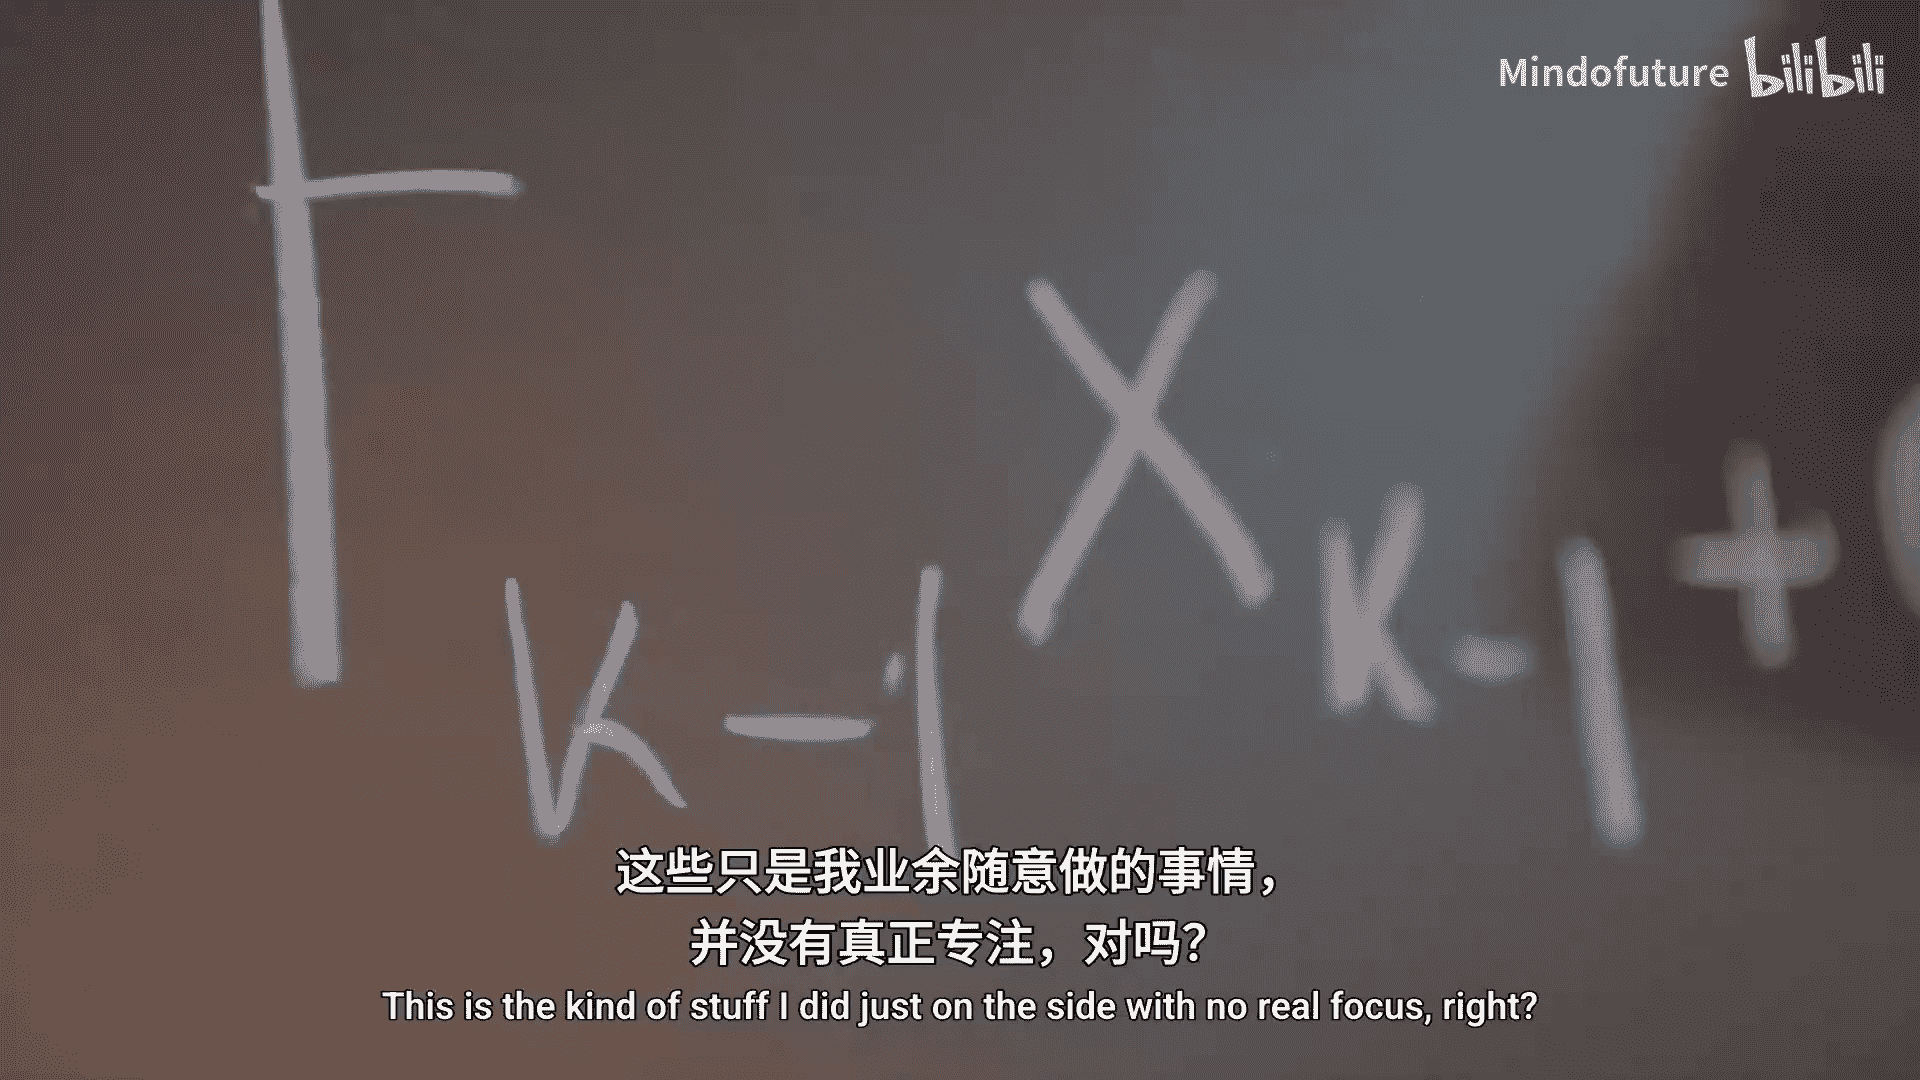 Mindofuture bilibili
F K-1 X K-1 +
这些只是我业余随意做的事情，
并没有真正专注，对吗？
This is the kind of stuff I did just on the side with no real focus, right?